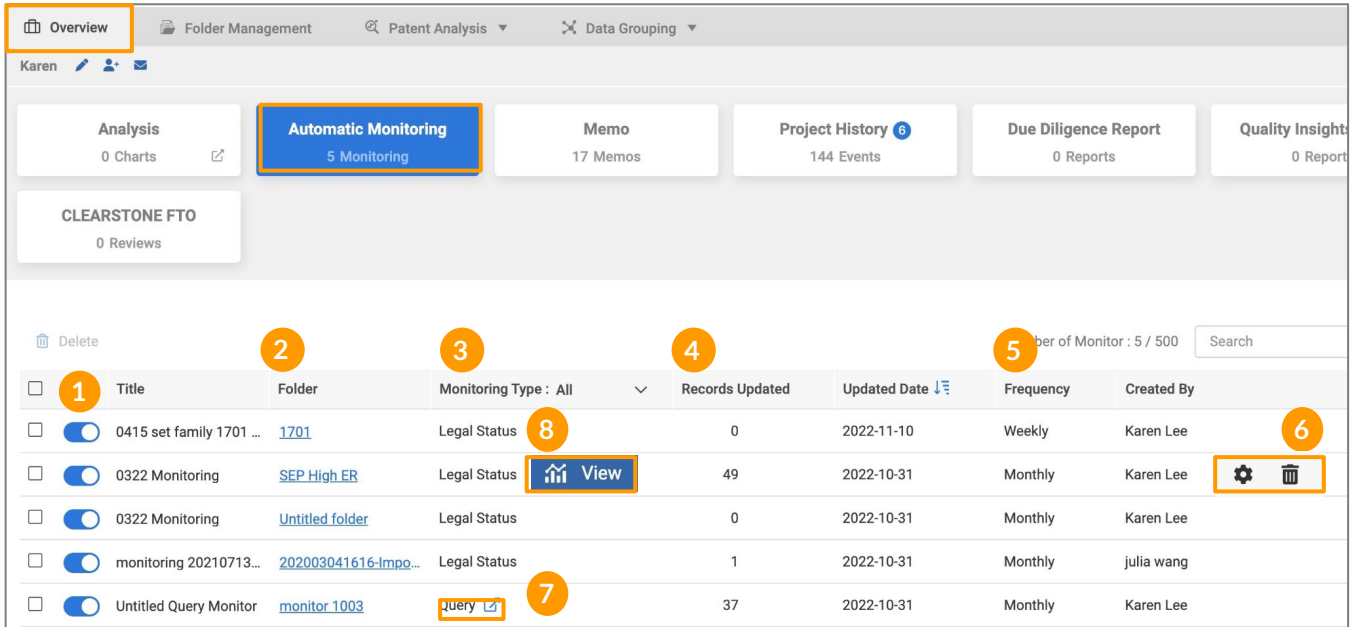 Overview Folder Management Patent Analysis Data Grouping
Karen
Analysis Automatic Monitoring Memo Project History 6 Due Diligence Report Quality Insights
0 Charts 5 Monitoring 17 Memos 144 Events 0 Reports 0 Report
CLEARSTONE FTO
0 Reviews
Delete 2 3 4 5 ber of Monitor : 5 / 500 Search
1 Title Folder Monitoring Type : All Records Updated Updated Date Frequency Created By
0415 set family 1701 ... 1701 Legal Status 8 0 2022-11-10 Weekly Karen Lee 6
0322 Monitoring SEP High ER Legal Status View 49 2022-10-31 Monthly Karen Lee
0322 Monitoring Untitled folder Legal Status 0 2022-10-31 Monthly Karen Lee
monitoring 20210713... 202003041616-Impo... Legal Status 1 2022-10-31 Monthly julia wang
Untitled Query Monitor monitor 1003 Query 7 37 2022-10-31 Monthly Karen Lee